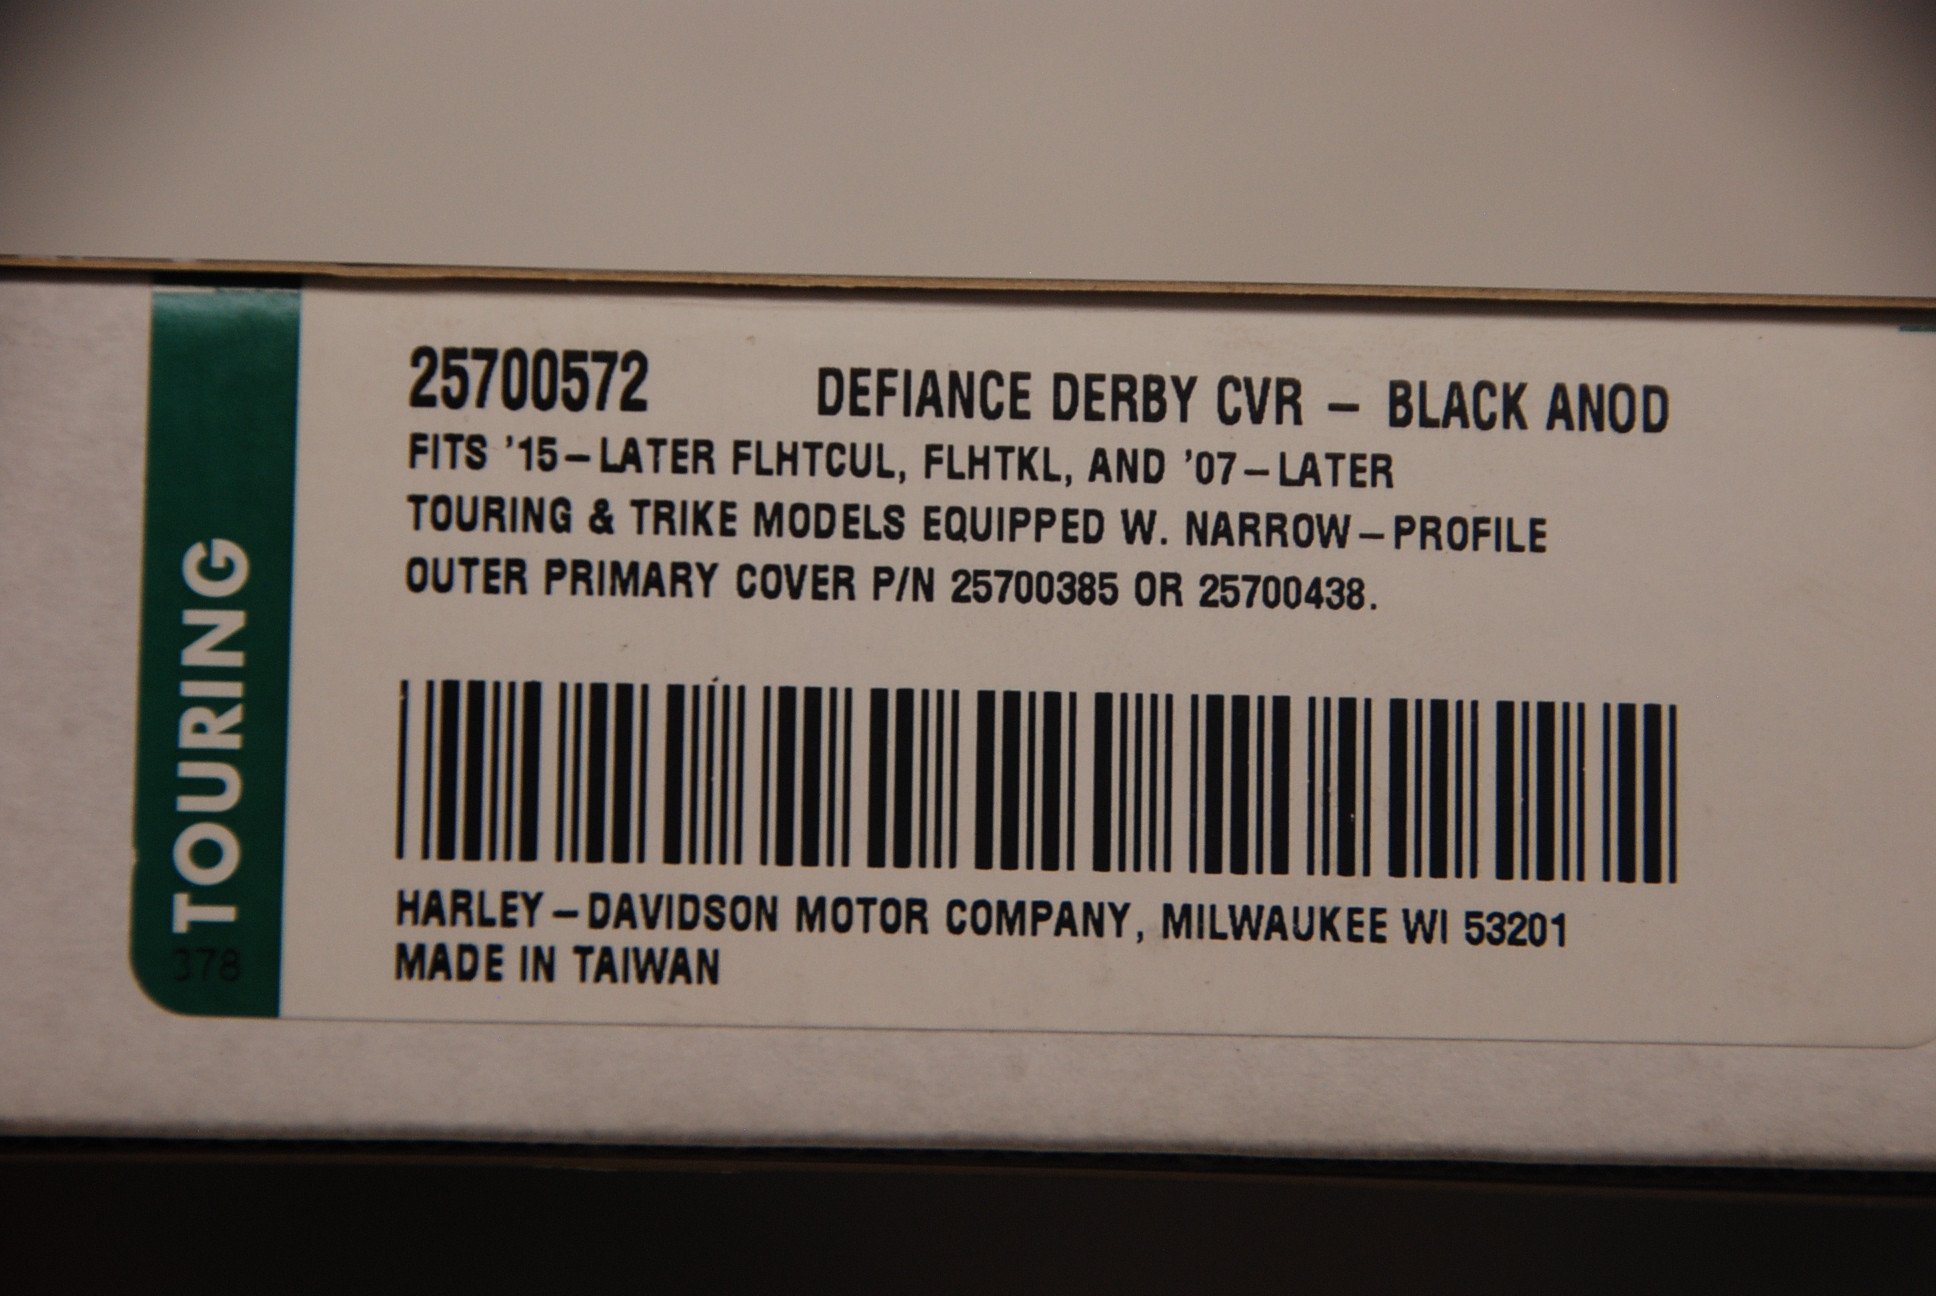 25700572 DEFIANCE DERBY CVR – BLACK ANOD
FITS '15–LATER FLHTCUL, FLHTKL, AND '07–LATER
TOURING & TRIKE MODELS EQUIPPED W. NARROW–PROFILE
OUTER PRIMARY COVER P/N 25700385 OR 25700438.
HARLEY–DAVIDSON MOTOR COMPANY, MILWAUKEE WI 53201
MADE IN TAIWAN
TOURING
378